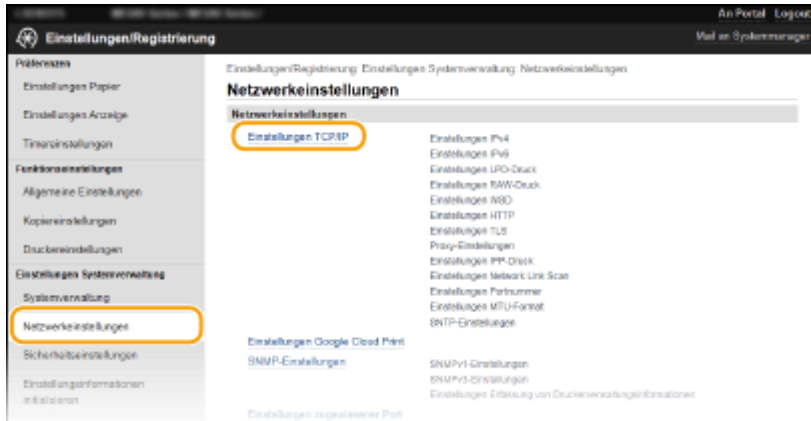 An Portal Logout
Einstellungen/Registrierung
Mail an Systemmanager
Präferenzen
Einstellungen Papier
Einstellungen Anzeige
Timereinstellungen
Funktionseinstellungen
Allgemeine Einstellungen
Kopiereinstellungen
Druckereinstellungen
Einstellungen Systemverwaltung
Systemverwaltung
Netzwerkeinstellungen
Sicherheitseinstellungen
Einstellungsinformationen
initialisieren
Einstellungen/Registrierung: Einstellungen Systemverwaltung: Netzwerkeinstellungen
Netzwerkeinstellungen
Netzwerkeinstellungen
Einstellungen TCP/IP
Einstellungen IPv4
Einstellungen IPv6
Einstellungen LPD-Druck
Einstellungen RAW-Druck
Einstellungen WSD
Einstellungen HTTP
Einstellungen TLS
Proxy-Einstellungen
Einstellungen IPP-Druck
Einstellungen Network Link Scan
Einstellungen Portnummer
Einstellungen MTU-Format
SNTP-Einstellungen
Einstellungen Google Cloud Print
SNMP-Einstellungen
SNMPv1-Einstellungen
SNMPv3-Einstellungen
Einstellungen Erfassung von Druckerverwaltungsinformationen
Einstellungen zugewiesener Port